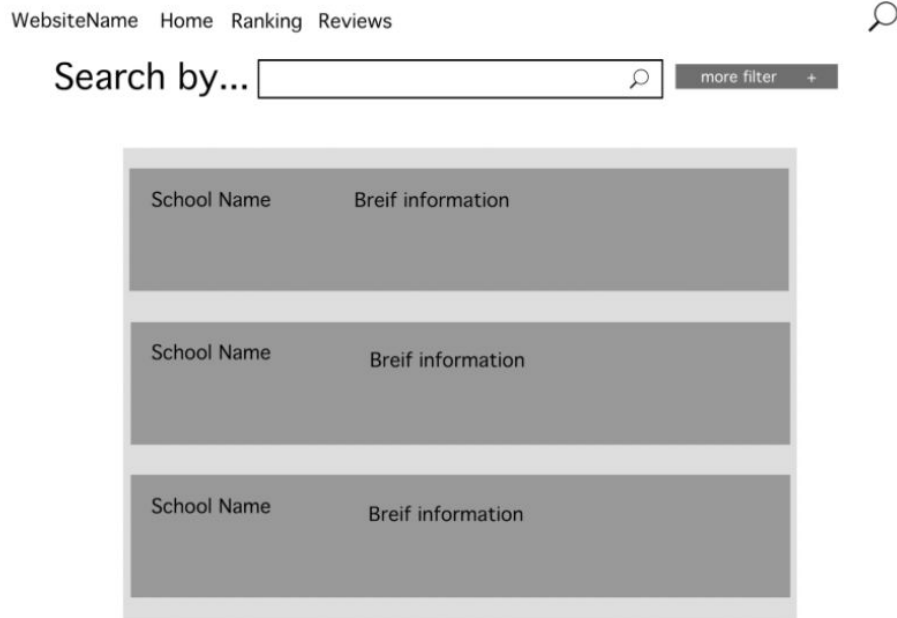 WebsiteName Home Ranking Reviews
Search by... more filter +
School Name Breif information
School Name Breif information
School Name Breif information